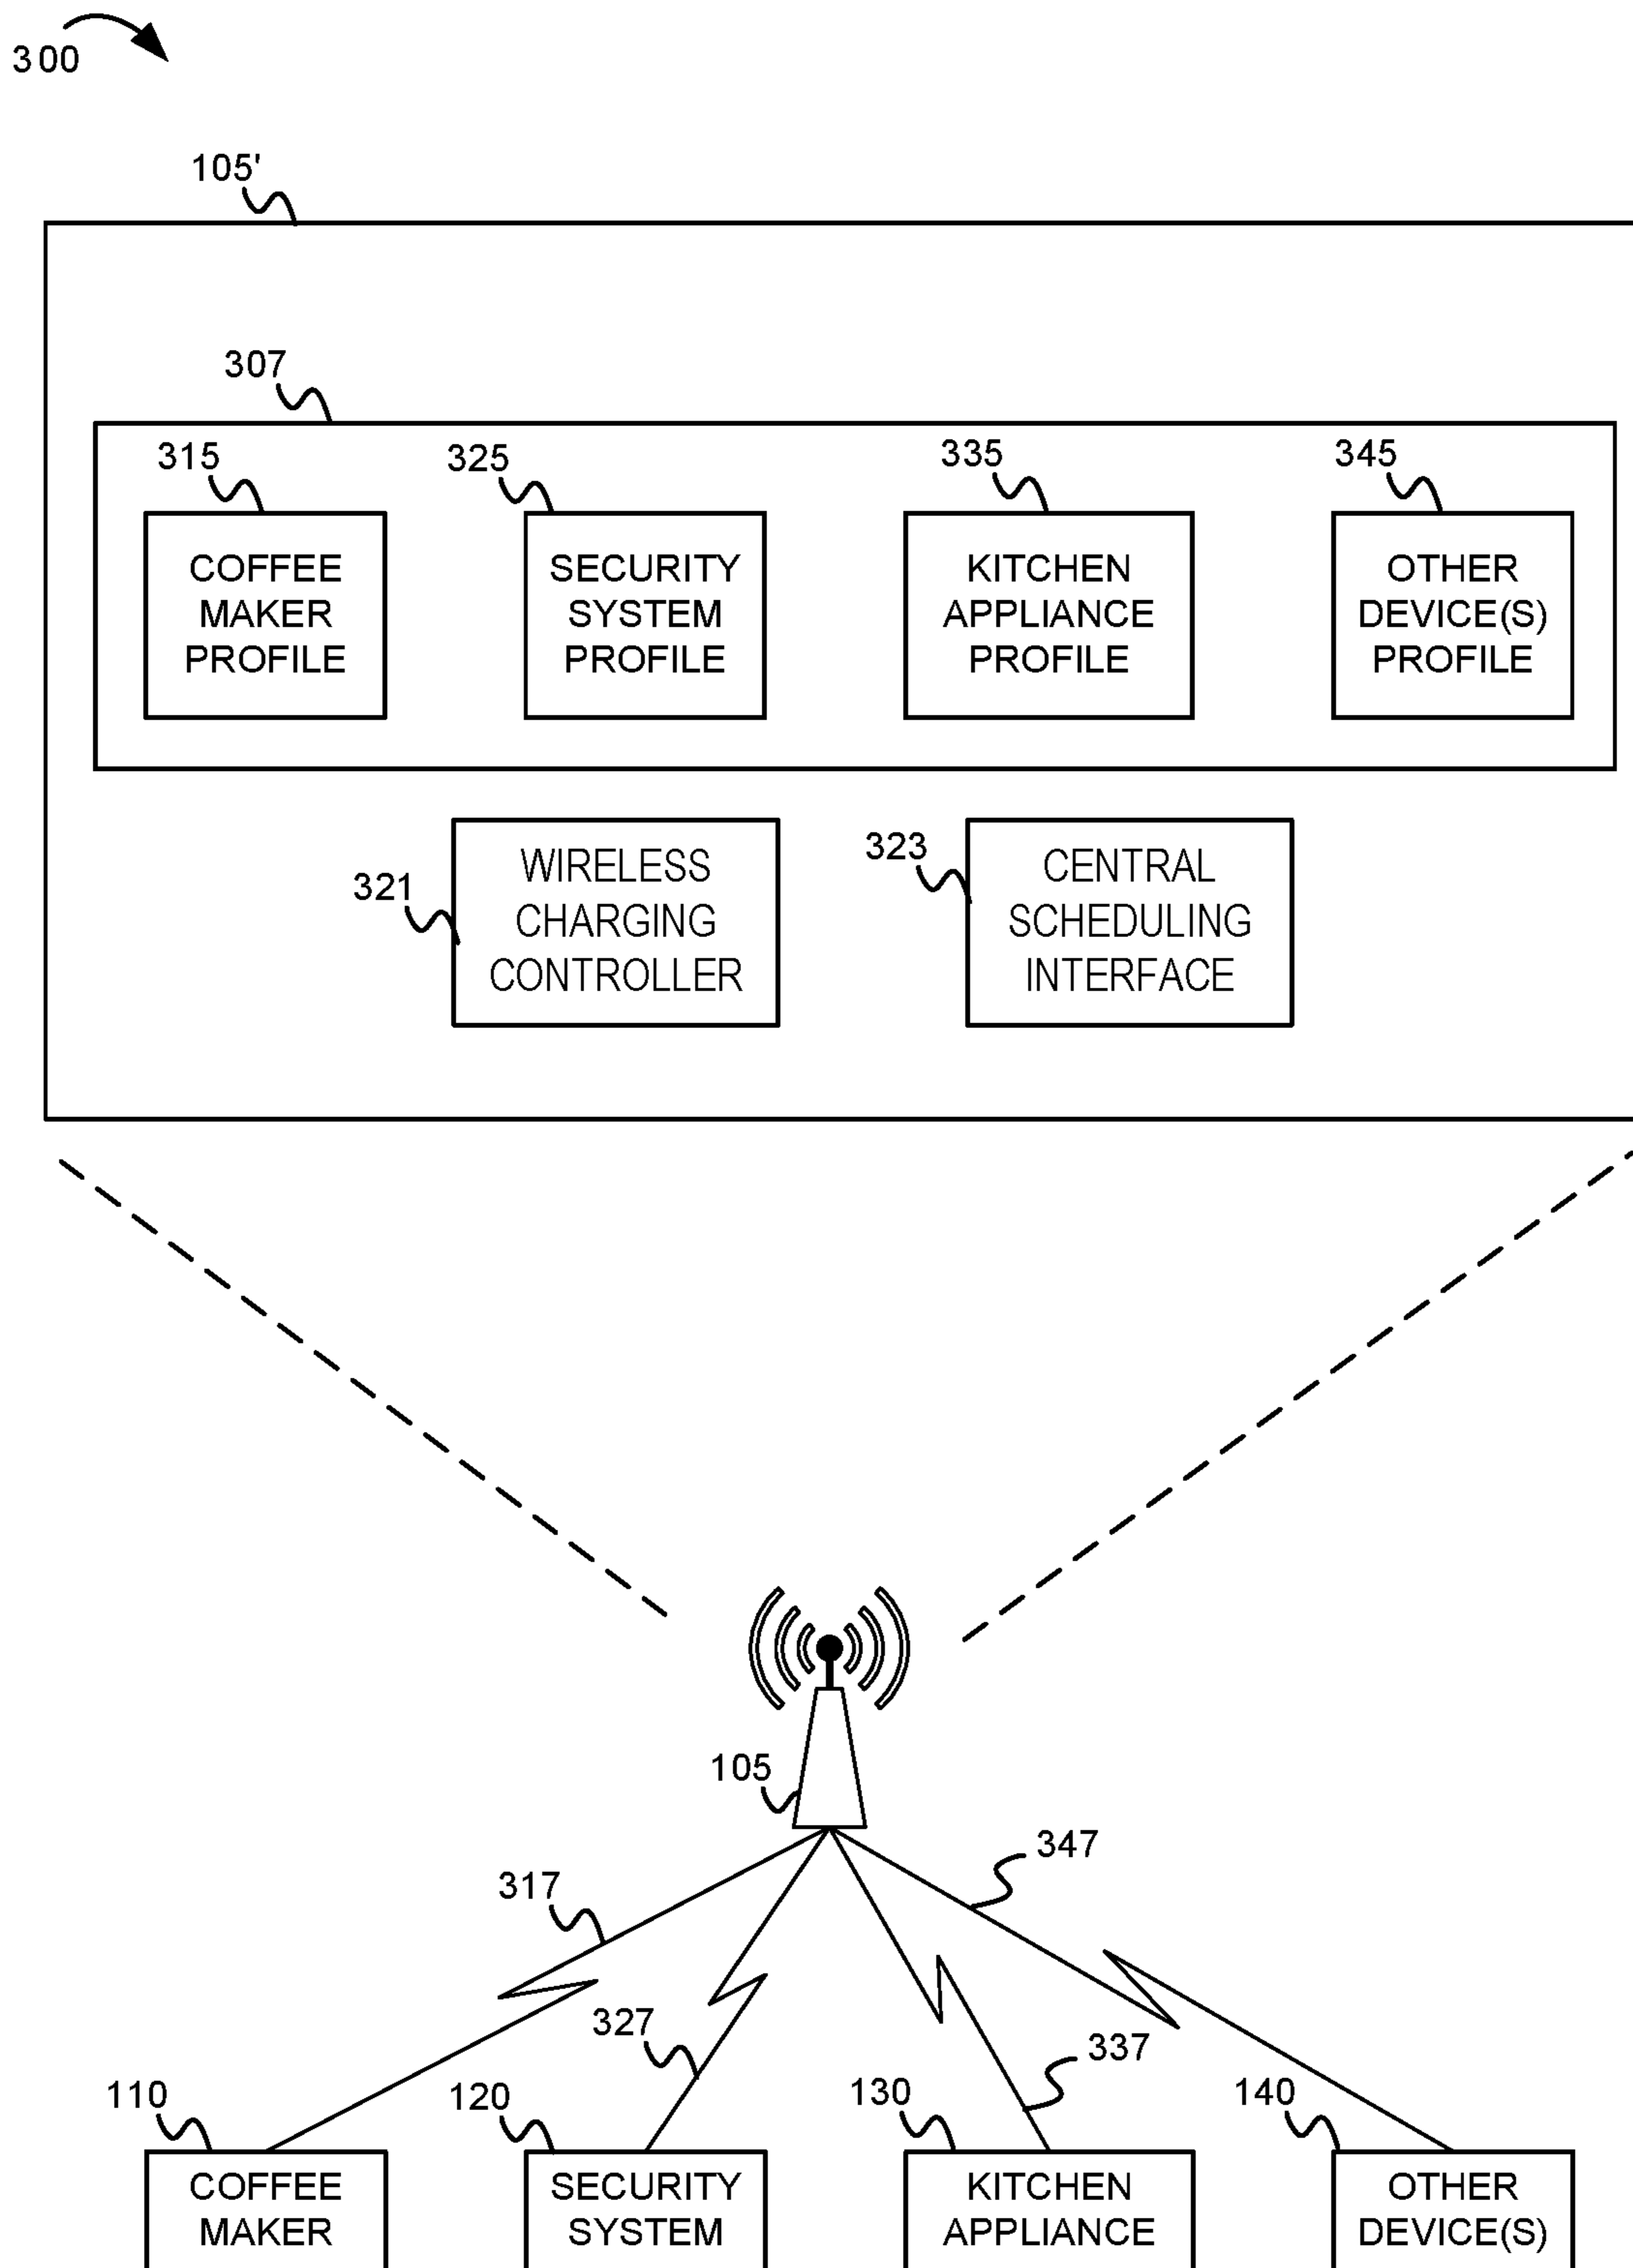 300
105'
307
315
325
335
345
COFFEE
MAKER
PROFILE
SECURITY
SYSTEM
PROFILE
KITCHEN
APPLIANCE
PROFILE
OTHER
DEVICE(S)
PROFILE
321
WIRELESS
CHARGING
CONTROLLER
323
CENTRAL
SCHEDULING
INTERFACE
105
317
347
327
337
110
120
130
140
COFFEE
MAKER
SECURITY
SYSTEM
KITCHEN
APPLIANCE
OTHER
DEVICE(S)